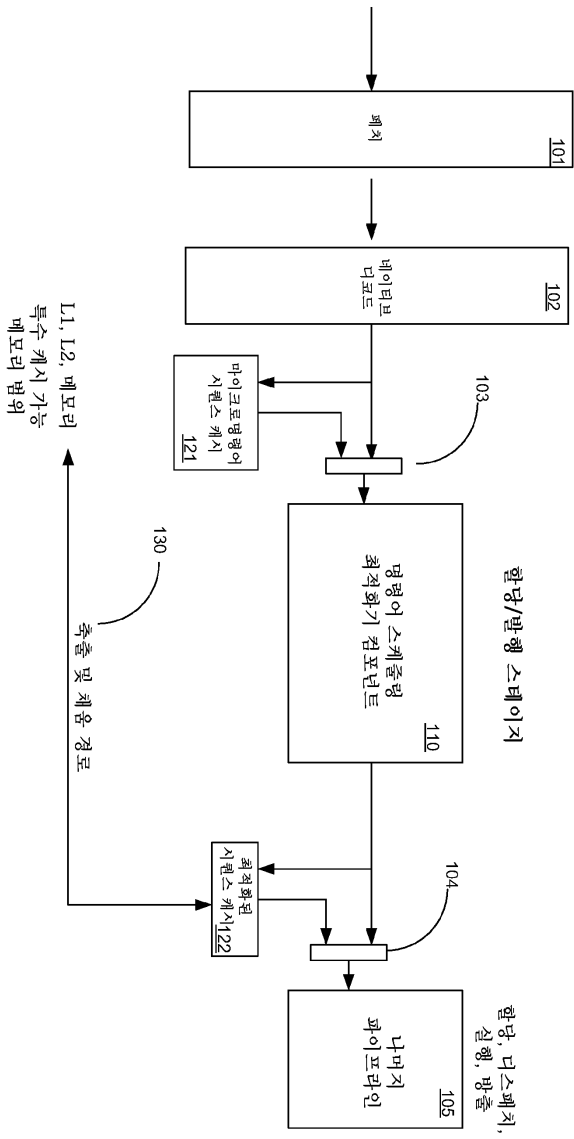 페치
101
네이티브
디코드
102
마이크로명령어
시퀀스 캐시
121
103
할당/발행 스테이지
명령어 스케줄링
최적화기 컴포넌트
110
L1, L2, 메모리
특수 캐시 가능
메모리 범위
130
축출 및 채움 경로
최적화된
시퀀스 캐시
122
104
할당, 디스패치,
실행, 방출
나머지
파이프라인
105